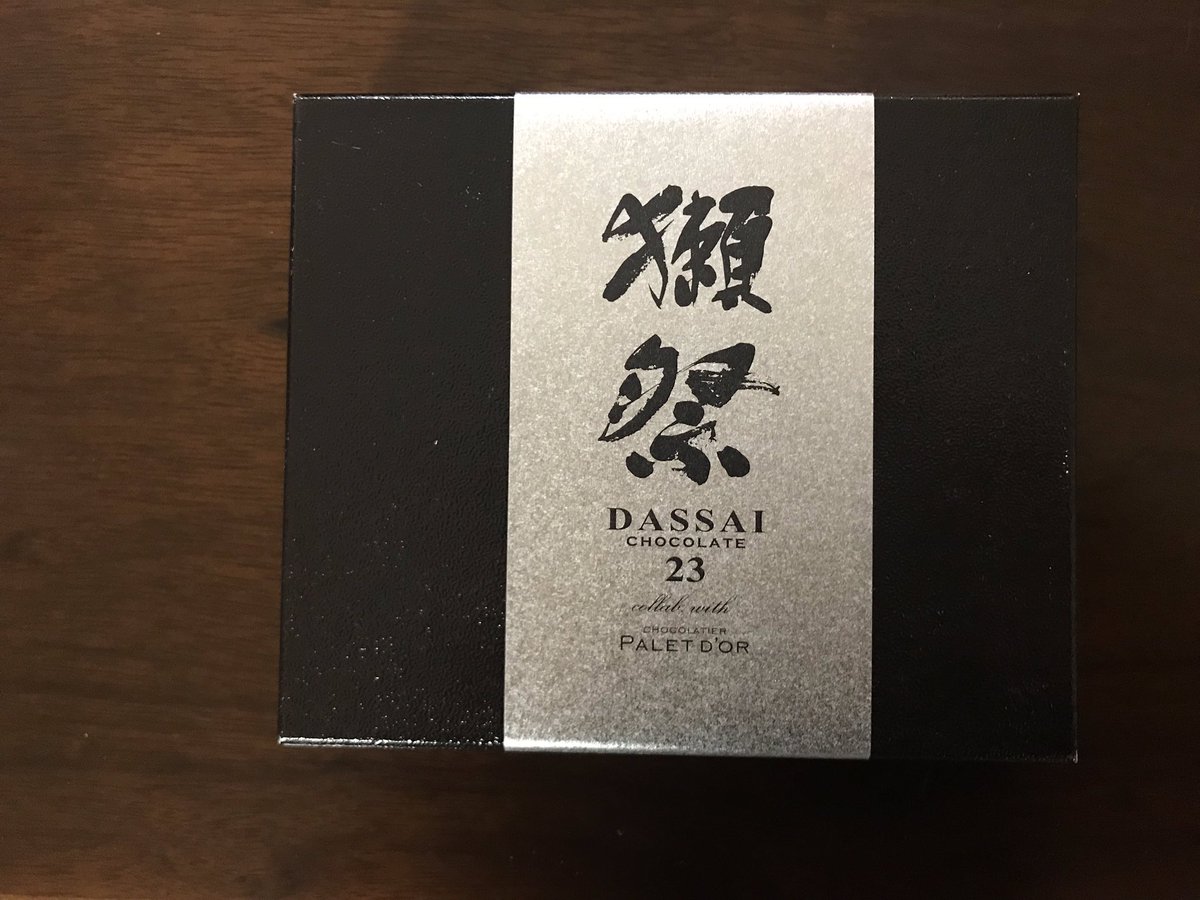 獺
祭
DASSAI
CHOCOLATE
23
collab. with
CHOCOLATIER
PALET D'OR